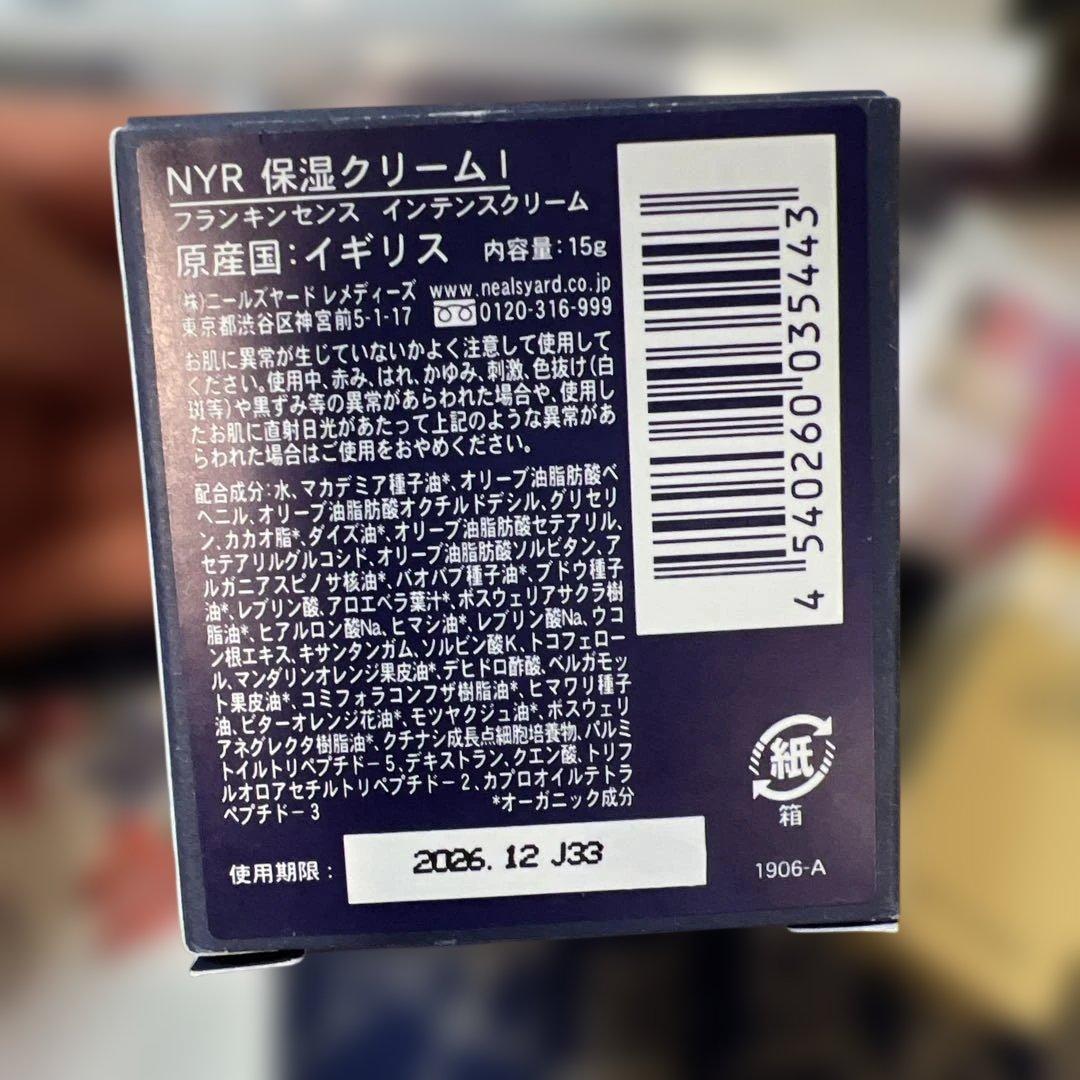 NYR 保湿クリームI
フランキンセンス インテンスクリーム
原産国:イギリス 内容量:15g
(株)ニールズヤード レメディーズ www.nealsyard.co.jp
東京都渋谷区神宮前5-1-17 0120-316-999
お肌に異常が生じていないかよく注意して使用して
ください。使用中、赤み、はれ、かゆみ、刺激、色抜け(白
斑等)や黒ずみ等の異常があらわれた場合や、使用し
たお肌に直射日光があたって上記のような異常があ
らわれた場合はご使用をおやめください。
配合成分:水、マカデミア種子油*、オリーブ油脂肪酸ベ
ヘニル、オリーブ油脂肪酸オクチルドデシル、グリセリ
ン、カカオ脂*、ダイズ油*、オリーブ油脂肪酸セテアリル、
セテアリルグルコシド、オリーブ油脂肪酸ソルビタン、ア
ルガニアスピノサ核油*、バオバブ種子油*、ブドウ種子
油*、レブリン酸、アロエベラ葉汁*、ボスウェリアサクラ樹
脂油*、ヒアルロン酸Na、ヒマシ油*、レブリン酸Na、ウコ
ン根エキス、キサンタンガム、ソルビン酸K、トコフェロー
ル、マンダリンオレンジ果皮油*、デヒドロ酢酸、ベルガモッ
ト果皮油*、コミフォラコンフザ樹脂油*、ヒマワリ種子
油、ビターオレンジ花油*、モツヤクジュ油*、ボスウェリ
アネグレクタ樹脂油*、クチナシ成長点細胞培養物、パルミ
トイルトリペプチド-5、デキストラン、クエン酸、トリフ
ルオロアセチルトリペプチド-2、カプロオイルテトラ
ペプチド-3 *オーガニック成分
使用期限: 2026.12 J33
4 540260 035443
紙
箱
1906-A